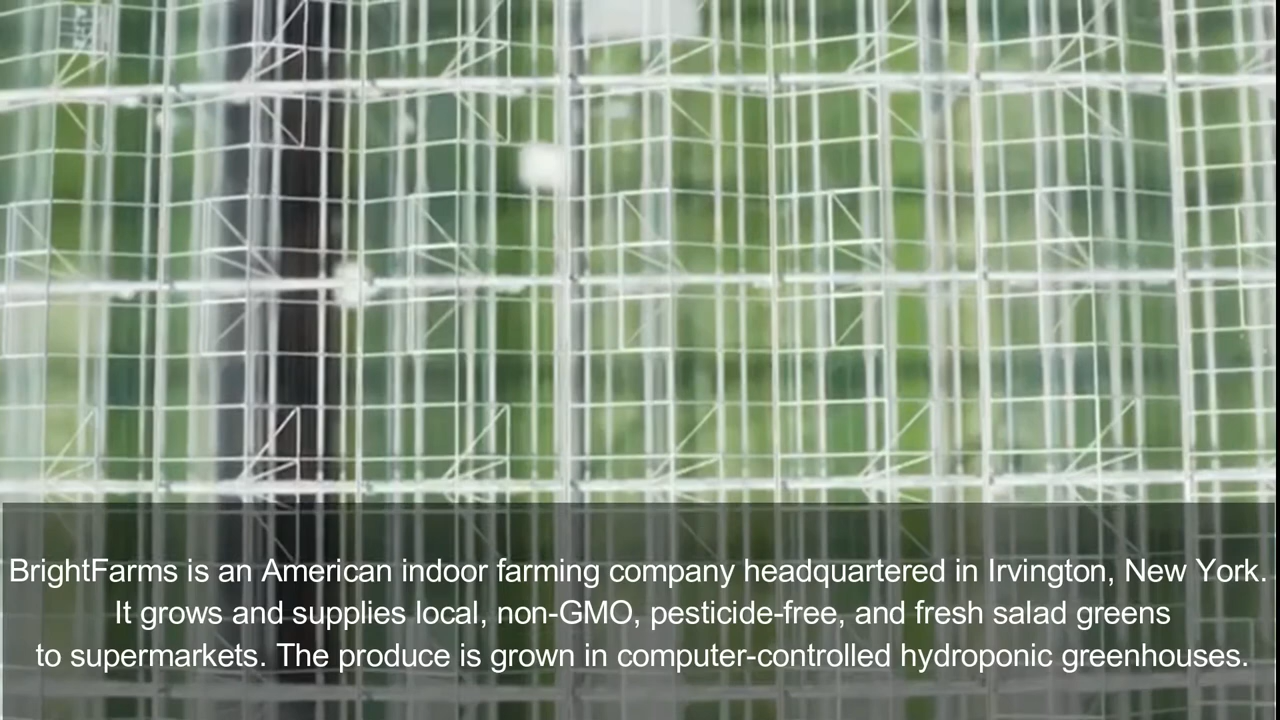 BrightFarms is an American indoor farming company headquartered in Irvington, New York.
It grows and supplies local, non-GMO, pesticide-free, and fresh salad greens
to supermarkets. The produce is grown in computer-controlled hydroponic greenhouses.